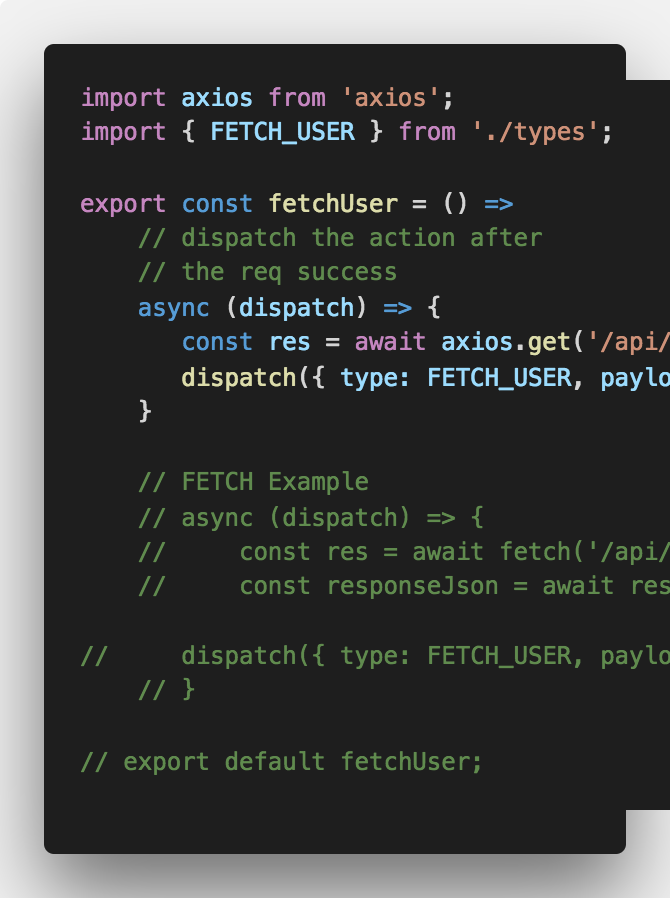 import axios from 'axios';
import { FETCH_USER } from './types';

export const fetchUser = () =>
    // dispatch the action after
    // the req success
    async (dispatch) => {
       const res = await axios.get('/api/
       dispatch({ type: FETCH_USER, paylo
    }

    // FETCH Example
    // async (dispatch) => {
    //     const res = await fetch('/api/
    //     const responseJson = await res

//     dispatch({ type: FETCH_USER, paylo
    // }

// export default fetchUser;